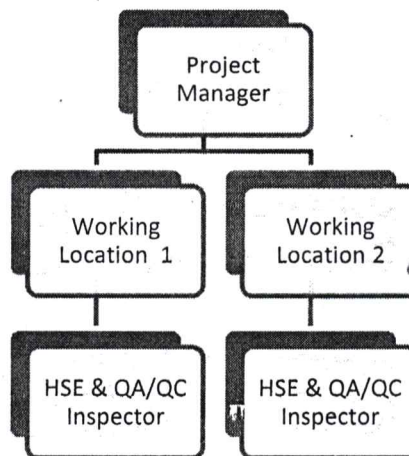 Project
Manager
Working
Location 1
Working
Location 2
HSE & QA/QC
Inspector
HSE & QA/QC
Inspector